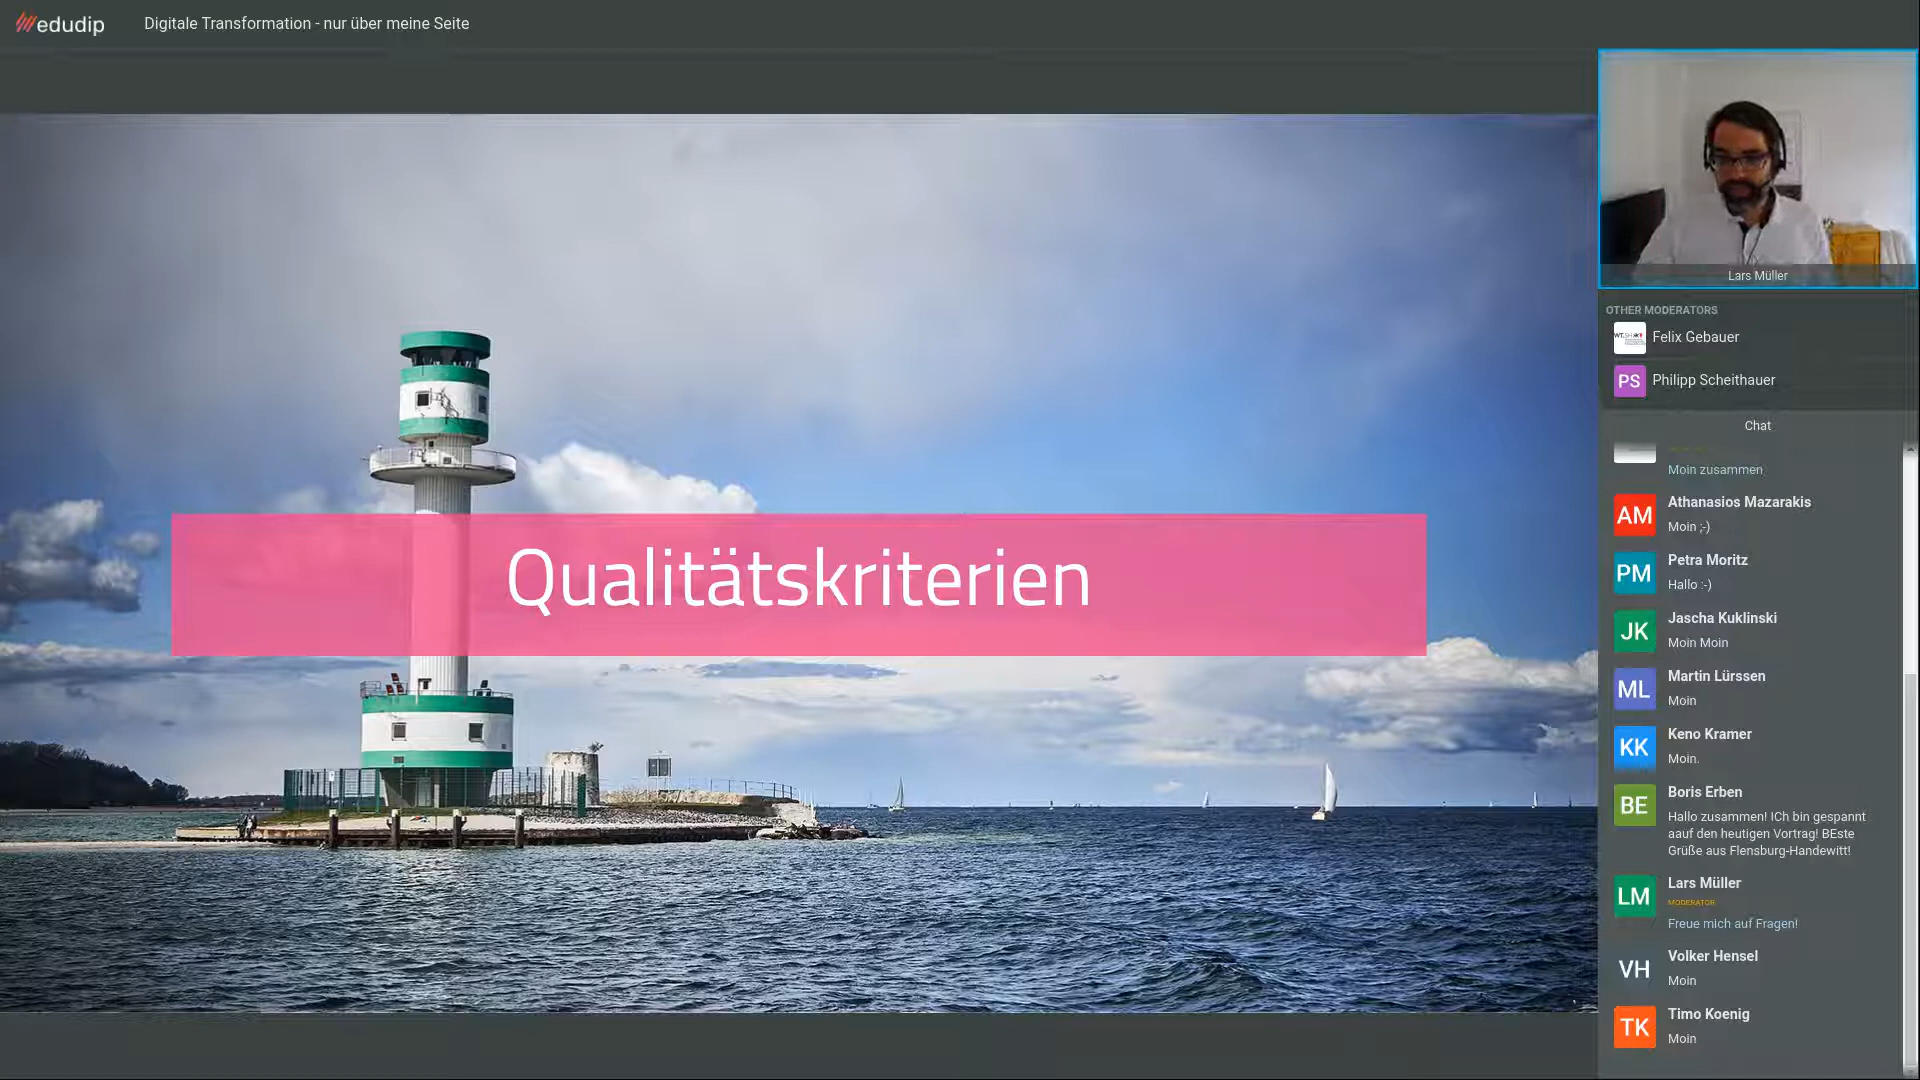 edudip
Digitale Transformation - nur über meine Seite
Qualitätskriterien
Lars Müller
OTHER MODERATORS
Felix Gebauer
PS
Philipp Scheithauer
Chat
Moin zusammen
AM
Athanasios Mazarakis
Moin ;-)
PM
Petra Moritz
Hallo :-)
JK
Jascha Kuklinski
Moin Moin
ML
Martin Lürssen
Moin
KK
Keno Kramer
Moin.
BE
Boris Erben
Hallo zusammen! ICh bin gespannt
aauf den heutigen Vortrag! BEste
Grüße aus Flensburg-Handewitt!
LM
Lars Müller
MODERATOR
Freue mich auf Fragen!
VH
Volker Hensel
Moin
TK
Timo Koenig
Moin